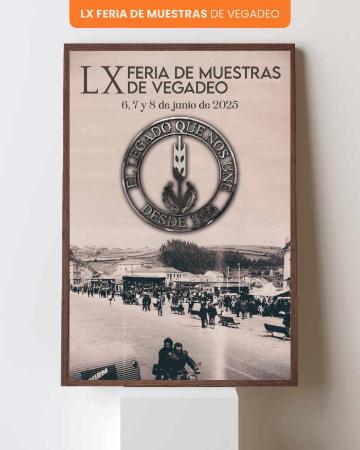 LX FERIA DE MUESTRAS DE VEGADEO
LX FERIA DE MUESTRAS
DE VEGADEO
6, 7 y 8 de junio de 2025
EL LEGADO QUE NOS UNE
DESDE